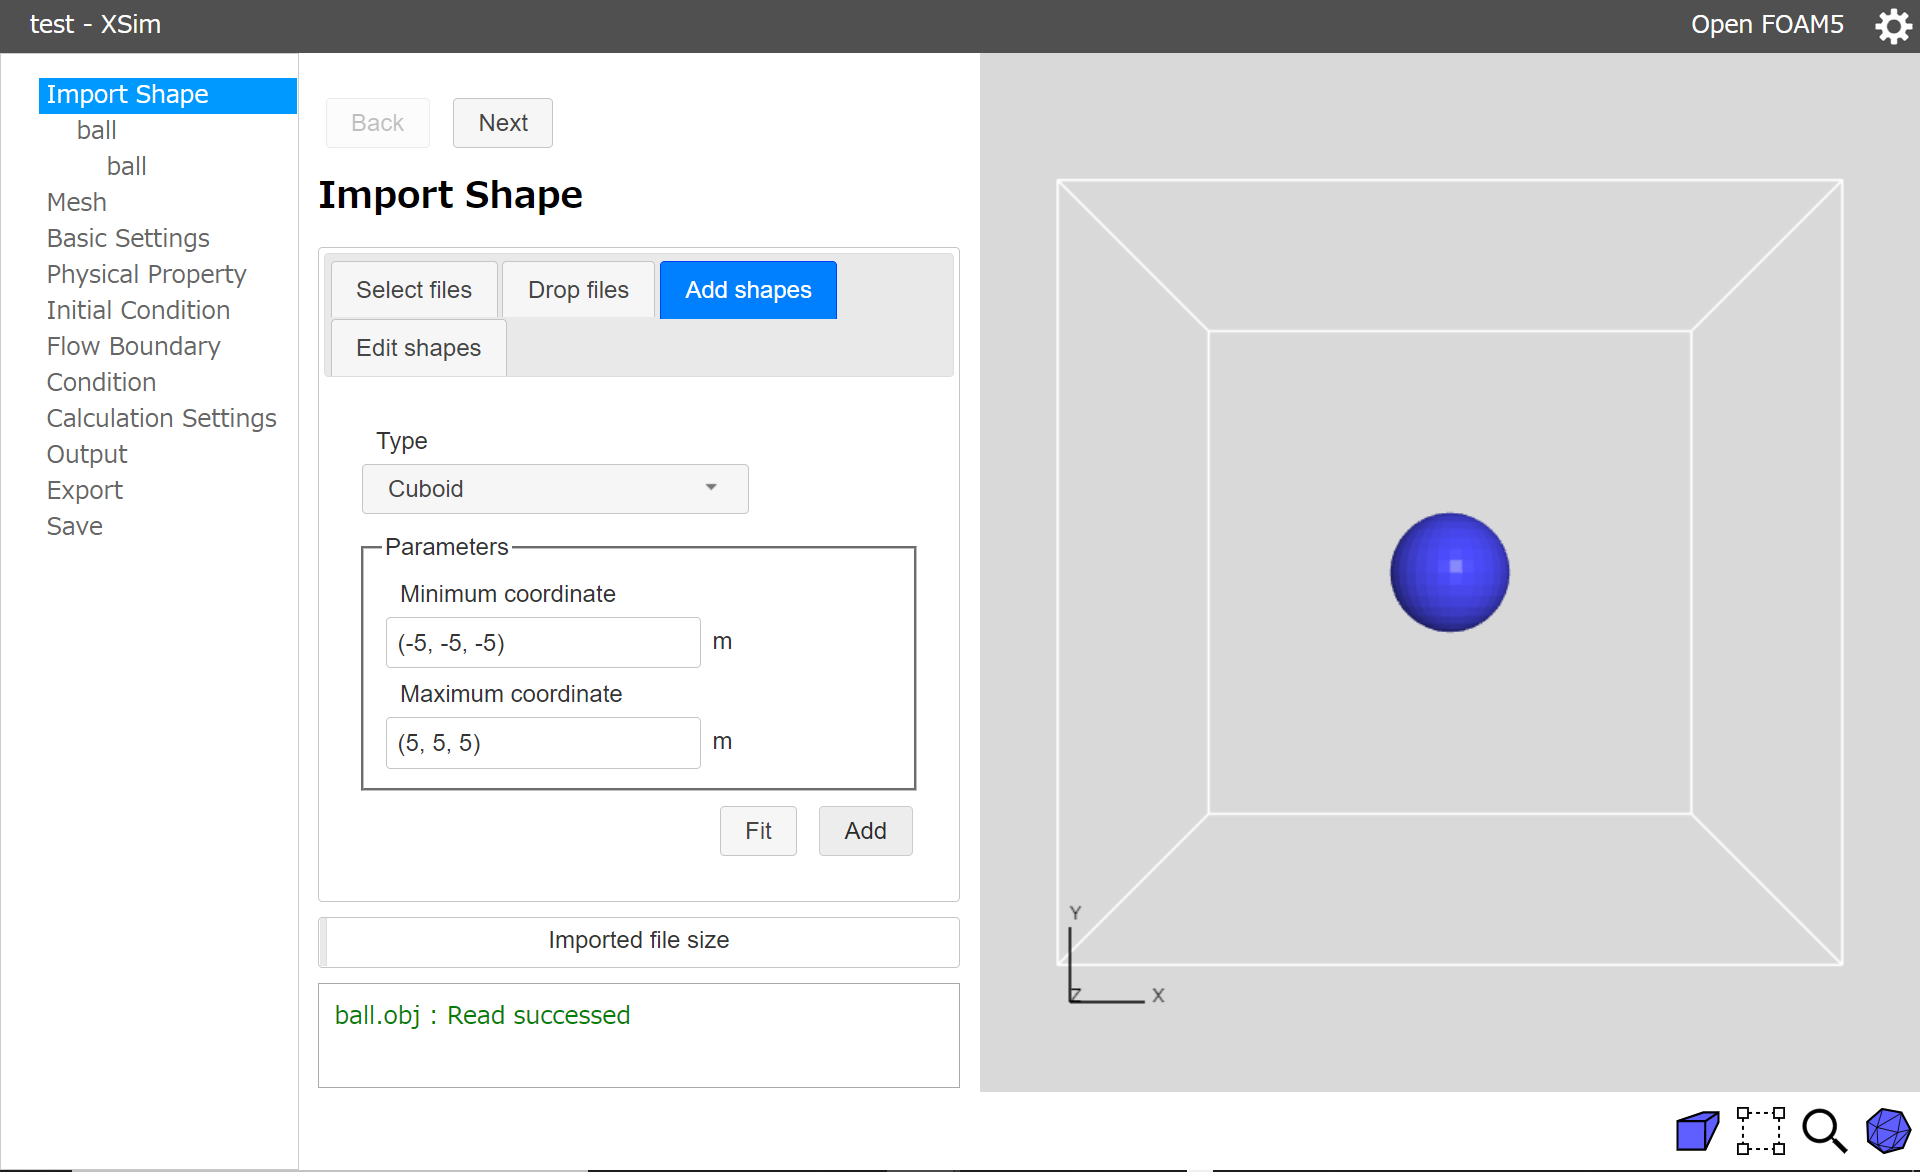 test - XSim
Open FOAM5
Import Shape
ball
ball
Mesh
Basic Settings
Physical Property
Initial Condition
Flow Boundary
Condition
Calculation Settings
Output
Export
Save
Back
Next
Import Shape
Select files
Drop files
Add shapes
Edit shapes
Type
Cuboid
Parameters
Minimum coordinate
(-5, -5, -5)
m
Maximum coordinate
(5, 5, 5)
m
Fit
Add
Imported file size
ball.obj : Read successed
Y
Z
X